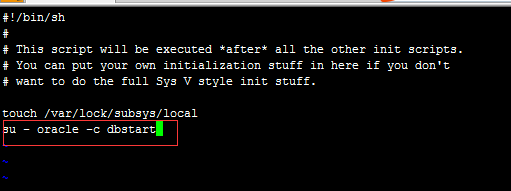 #!/bin/sh
#
# This script will be executed *after* all the other init scripts.
# You can put your own initialization stuff in here if you don't
# want to do the full Sys V style init stuff.
touch /var/lock/subsys/local
su - oracle -c dbstart
~
~
~